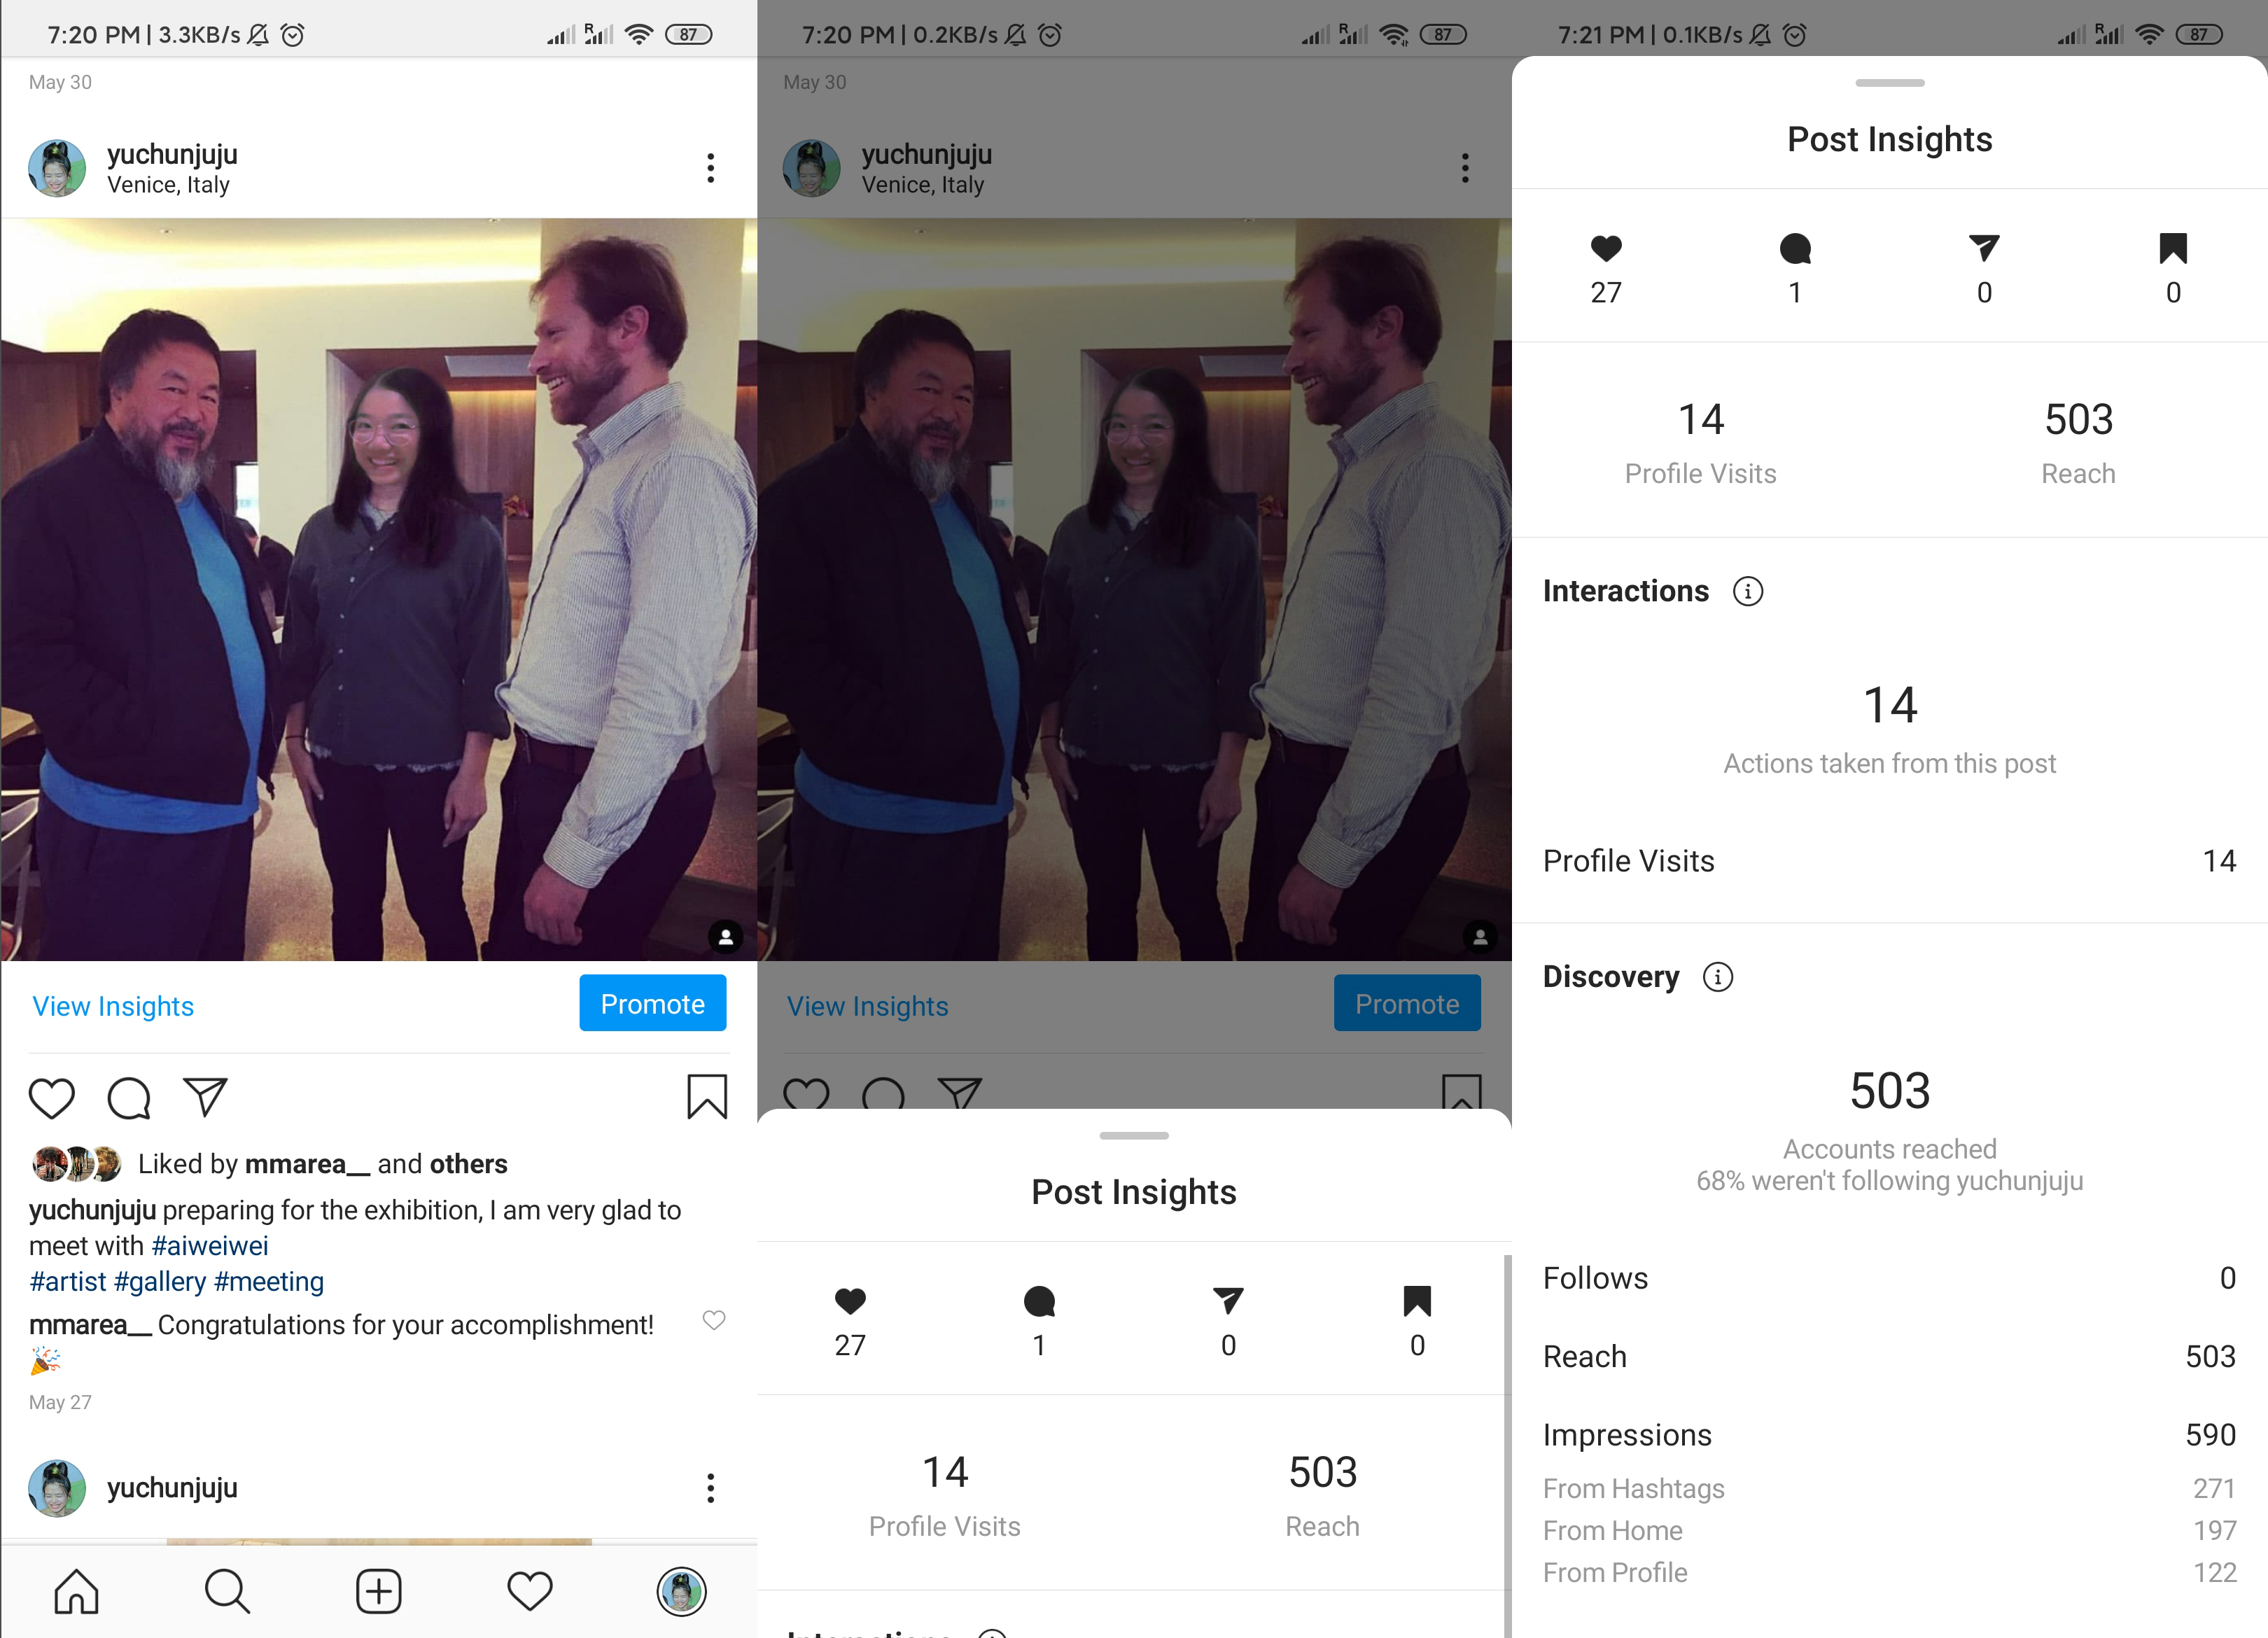 7:20 PM | 3.3KB/s
R
87
May 30
yuchunjuju
Venice, Italy
View Insights
Promote
Liked by mmarea__ and others
yuchunjuju preparing for the exhibition, I am very glad to
meet with #aiweiwei
#artist #gallery #meeting
mmarea__ Congratulations for your accomplishment!
🎉
May 27
yuchunjuju
7:20 PM | 0.2KB/s
R
87
May 30
yuchunjuju
Venice, Italy
View Insights
Promote
Post Insights
27 1 0 0
14 503
Profile Visits Reach
Interactions
7:21 PM | 0.1KB/s
R
87
Post Insights
27 1 0 0
14 503
Profile Visits Reach
Interactions
14
Actions taken from this post
Profile Visits 14
Discovery
503
Accounts reached
68% weren't following yuchunjuju
Follows 0
Reach 503
Impressions 590
From Hashtags 271
From Home 197
From Profile 122